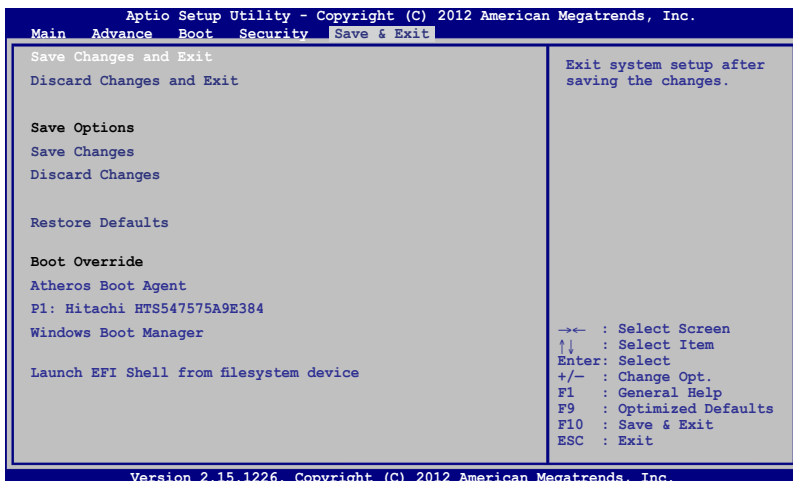 Aptio Setup Utility - Copyright (C) 2012 American Megatrends, Inc.
Main Advance Boot Security Save & Exit
Save Changes and Exit
Discard Changes and Exit
Save Options
Save Changes
Discard Changes
Restore Defaults
Boot Override
Atheros Boot Agent
P1: Hitachi HTS547575A9E384
Windows Boot Manager
Launch EFI Shell from filesystem device
Exit system setup after
saving the changes.
→← : Select Screen
↑↓ : Select Item
Enter: Select
+/— : Change Opt.
F1 : General Help
F9 : Optimized Defaults
F10 : Save & Exit
ESC : Exit
Version 2.15.1226. Copyright (C) 2012 American Megatrends, Inc.